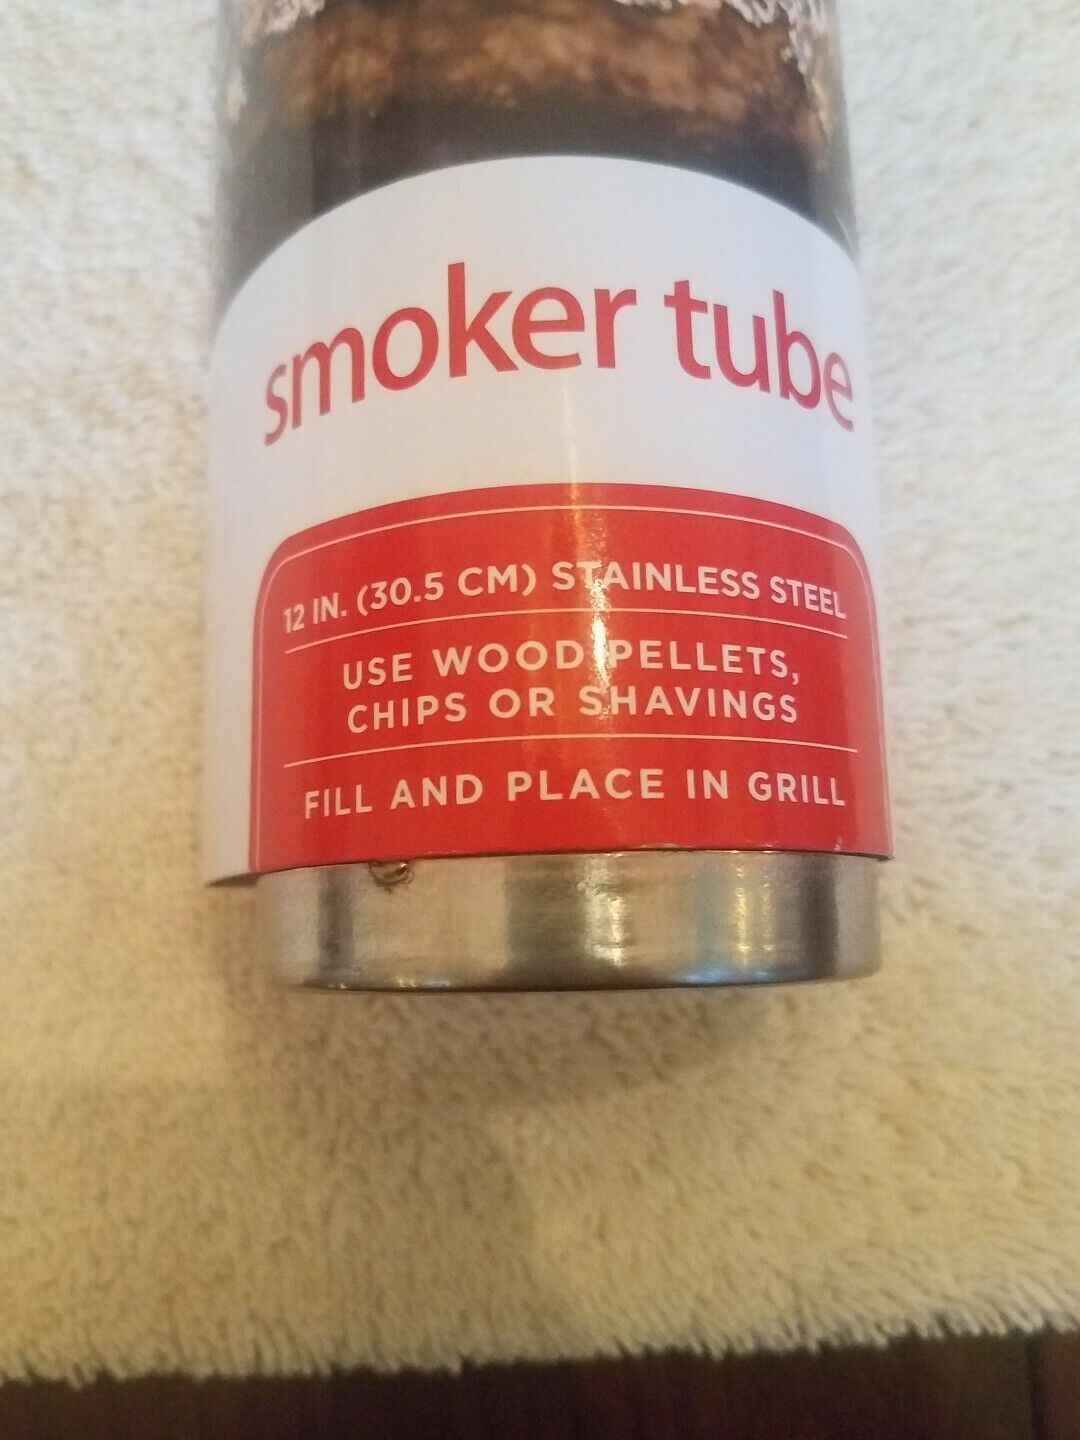 smoker tube
12 IN. (30.5 CM) STAINLESS STEEL
USE WOOD PELLETS,
CHIPS OR SHAVINGS
FILL AND PLACE IN GRILL